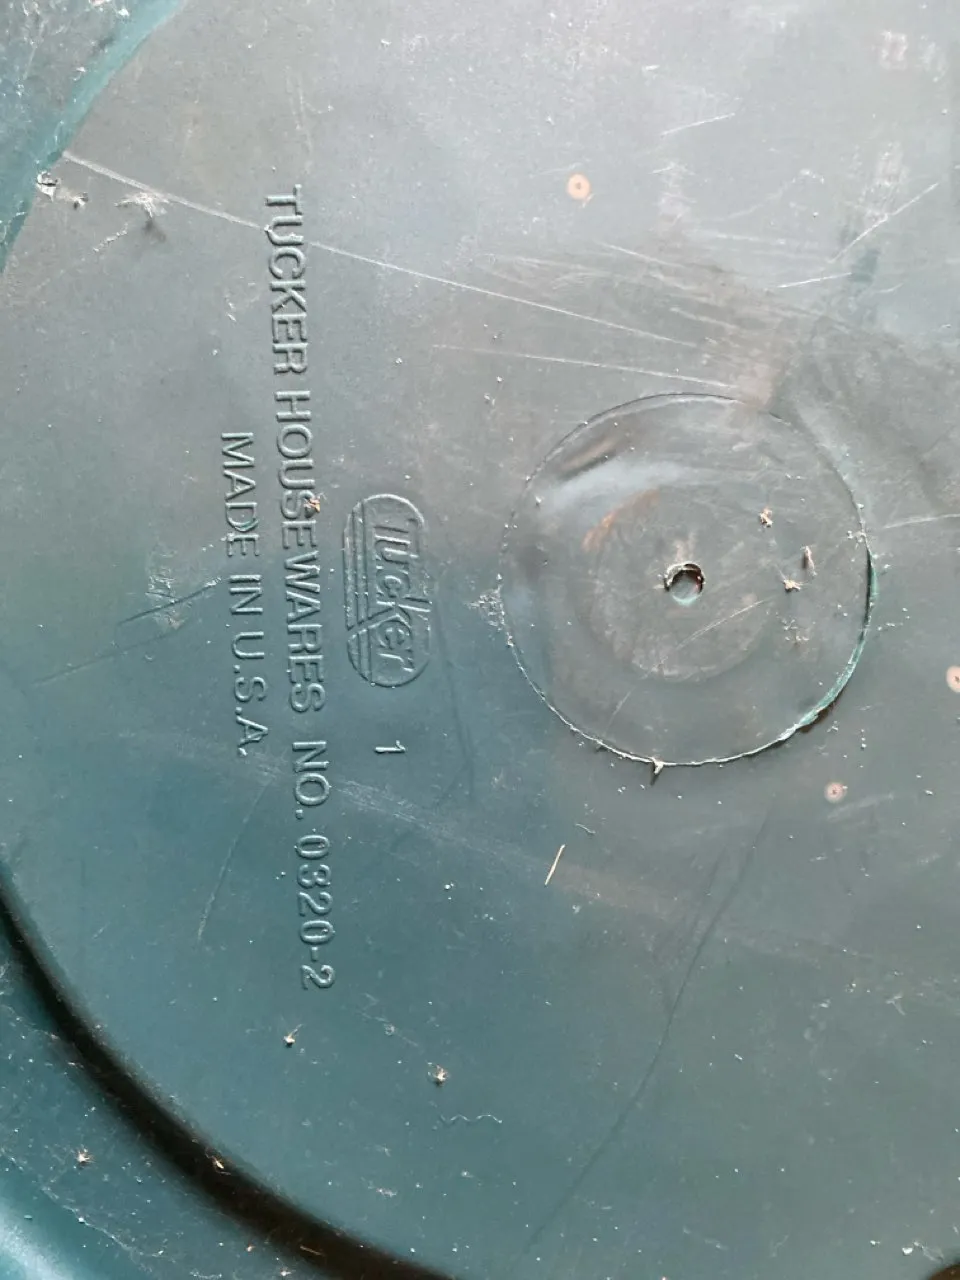 Tucker 1
TUCKER HOUSEWARES NO. 0320-2
MADE IN U.S.A.